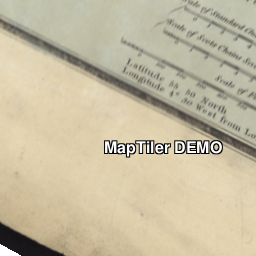 Scale of Standard Cha
Scale of Scots Chains
Scale of
Latitude 55 50 North
Longitude 4° 30 West from Lo
MapTiler DEMO